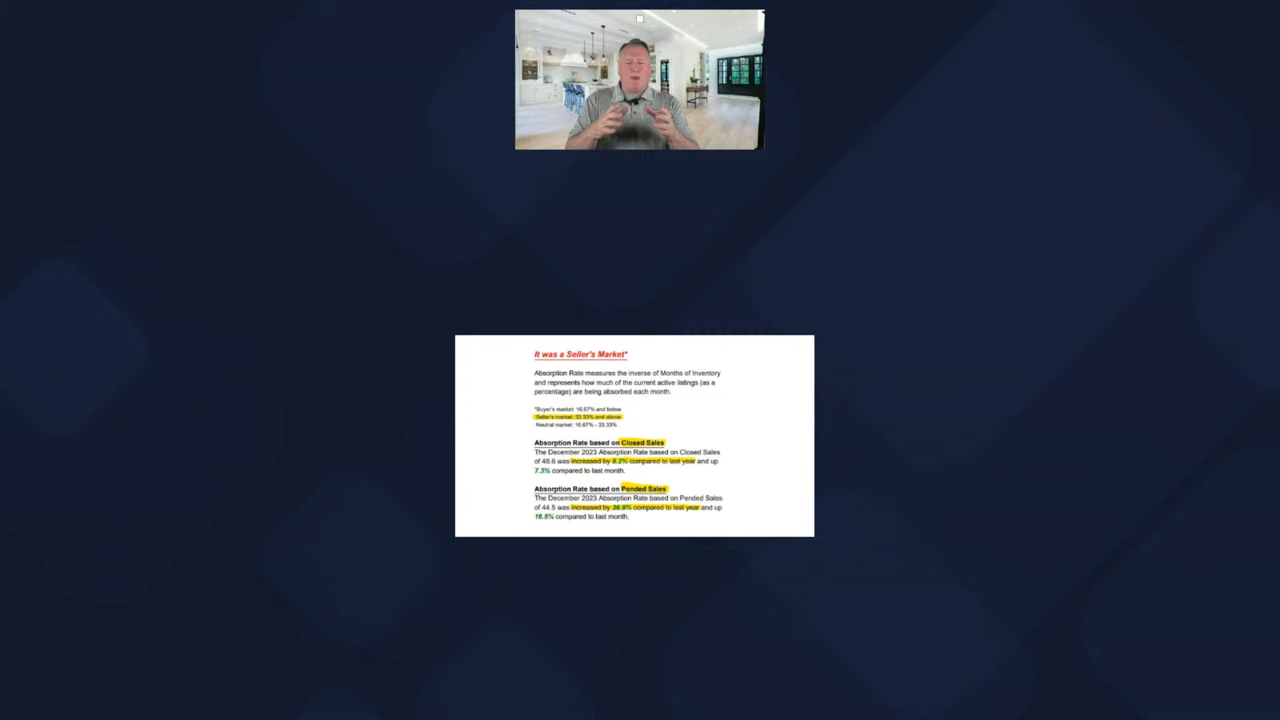 It was a Seller's Market*
Absorption Rate measures the inverse of Months of Inventory
and represents how much of the current active listings (as a
percentage) are being absorbed each month.
*Buyer's market: 16.67% and below
Seller's market: 33.33% and above
Neutral market: 16.67% - 33.33%
Absorption Rate based on Closed Sales
The December 2023 Absorption Rate based on Closed Sales
of 48.6 was increased by 8.2% compared to last year and up
7.3% compared to last month.
Absorption Rate based on Pended Sales
The December 2023 Absorption Rate based on Pended Sales
of 44.5 was increased by 36.9% compared to last year and up
16.5% compared to last month.